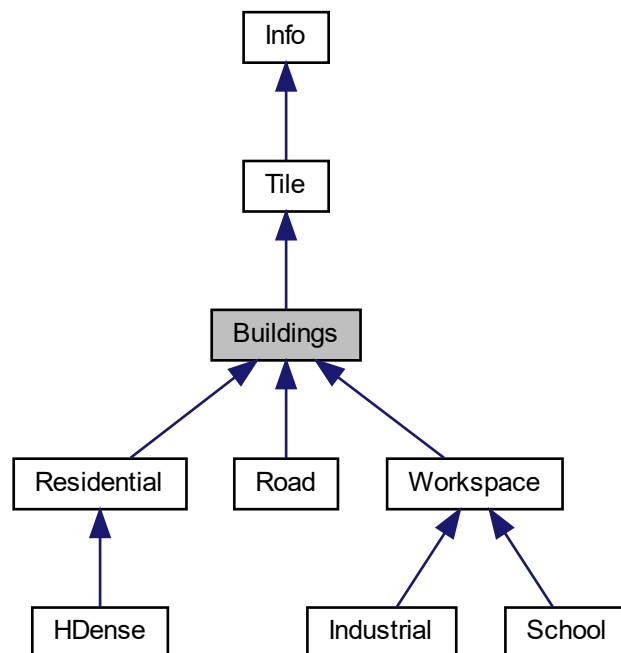 Info
Tile
Buildings
Residential
Road
Workspace
HDense
Industrial
School